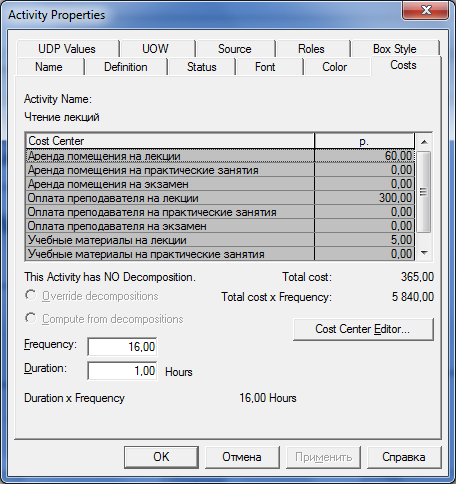 Activity Properties
UDP Values UOW Source Roles Box Style
Name Definition Status Font Color Costs
Activity Name:
Чтение лекций
Cost Center р.
Аренда помещения на лекции 60,00
Аренда помещения на практические занятия 0,00
Аренда помещения на экзамен 0,00
Оплата преподавателя на лекции 300,00
Оплата преподавателя на практические занятия 0,00
Оплата преподавателя на экзамен 0,00
Учебные материалы на лекции 5,00
Учебные материалы на практические занятия 0,00
This Activity has NO Decomposition. Total cost: 365,00
Override decompositions Total cost x Frequency: 5 840,00
Compute from decompositions
Cost Center Editor...
Frequency: 16,00
Duration: 1,00 Hours
Duration x Frequency 16,00 Hours
OK Отмена Применить Справка